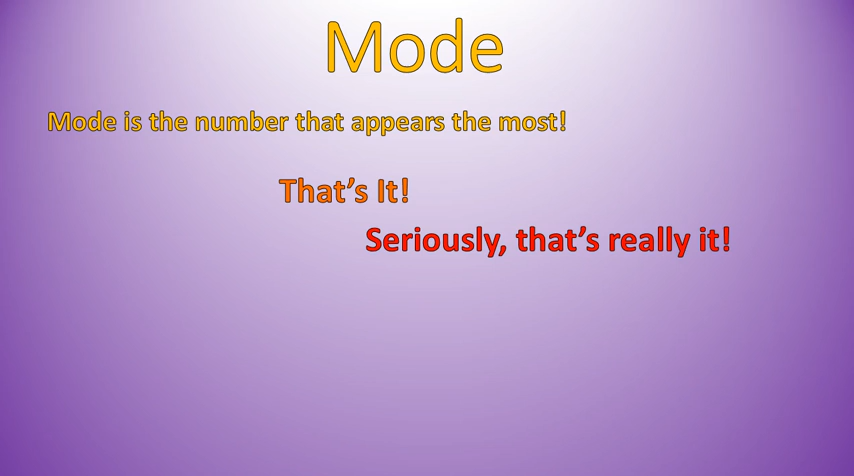 Mode
Mode is the number that appears the most!
That’s It!
Seriously, that’s really it!